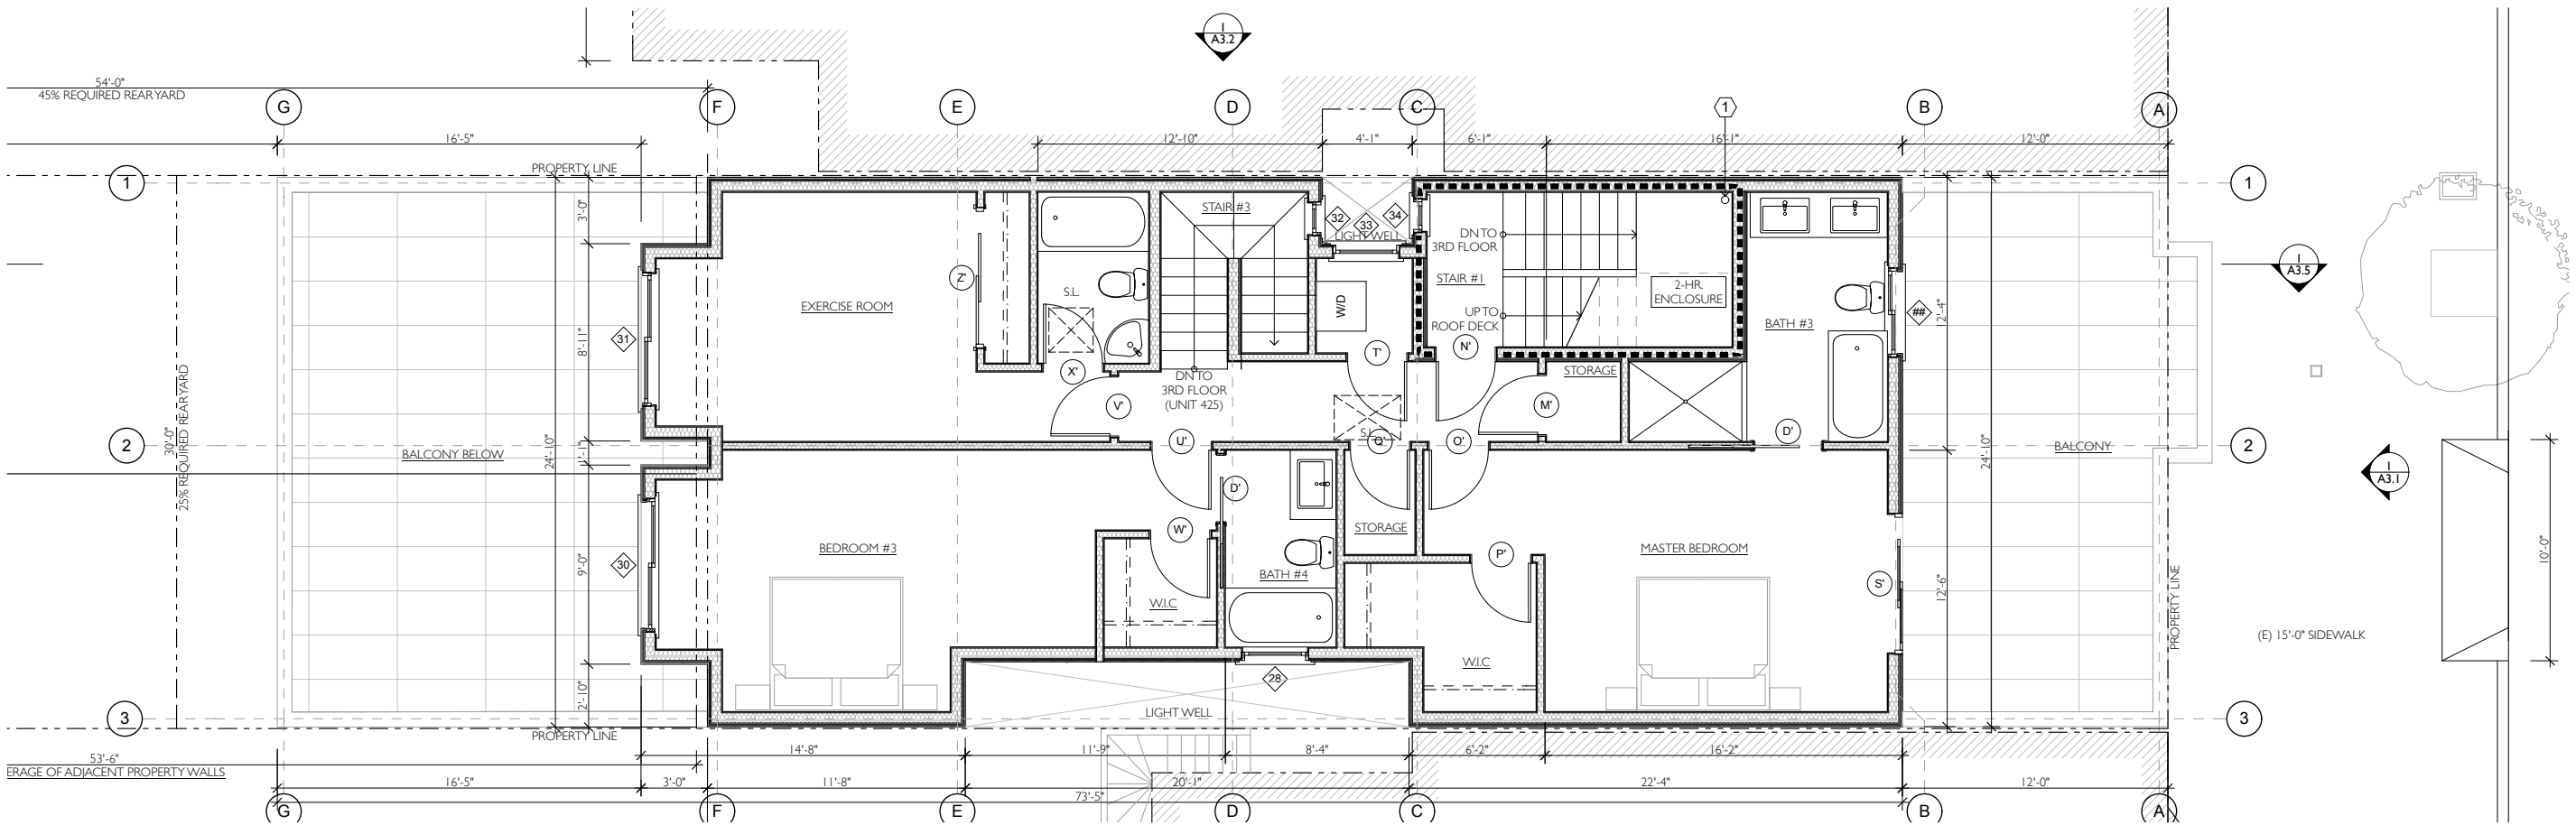 I
A3.2
54'-0"
45% REQUIRED REAR YARD
G
F
E
D
C
1
B
A
16'-5"
12'-10"
4'-1"
6'-1"
16'-1"
12'-0"
PROPERTY LINE
1
1
3'-0"
STAIR #3
32
33
34
LIGHT WELL
DN TO
3RD FLOOR
STAIR #1
2-HR.
ENCLOSURE
UP TO
ROOF DECK
I
A3.5
Z'
S.L.
W/D
EXERCISE ROOM
BATH #3
##
12'-4"
31
8'-11"
T'
N'
X'
STORAGE
DN TO
3RD FLOOR
(UNIT 425)
V'
M'
25% REQUIRED REAR YARD
30'-0"
2
24'-10"
1'-1"
BALCONY BELOW
U'
S.L.
Q'
O'
D'
24'-10"
BALCONY
2
I
A3.1
D'
W'
STORAGE
BEDROOM #3
BATH #4
P'
MASTER BEDROOM
S'
30
9'-0"
12'-6"
10'-0"
W.I.C
PROPERTY LINE
(E) 15'-0" SIDEWALK
W.I.C
28
2'-10"
LIGHT WELL
3
3
PROPERTY LINE
14'-8"
11'-9"
8'-4"
6'-2"
16'-2"
53'-6"
ERAGE OF ADJACENT PROPERTY WALLS
16'-5"
3'-0"
11'-8"
20'-1"
22'-4"
12'-0"
73'-5"
G
F
E
D
C
B
A